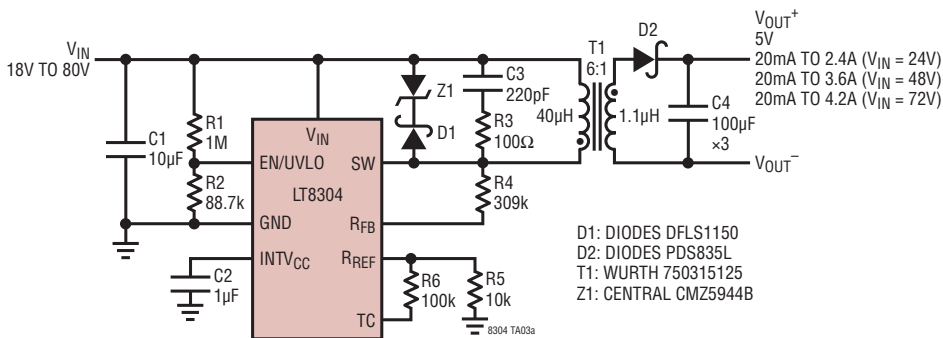 VIN
18V TO 80V
C1
10µF
R1
1M
R2
88.7k
VIN
EN/UVLO
SW
LT8304
GND
RFB
INTVCC
RREF
TC
C2
1µF
Z1
D1
C3
220pF
R3
100Ω
R4
309k
R6
100k
R5
10k
8304 TA03a
T1
6:1
40µH
1.1µH
D2
C4
100µF
×3
VOUT+
5V
20mA TO 2.4A (VIN = 24V)
20mA TO 3.6A (VIN = 48V)
20mA TO 4.2A (VIN = 72V)
VOUT–
D1: DIODES DFLS1150
D2: DIODES PDS835L
T1: WURTH 750315125
Z1: CENTRAL CMZ5944B